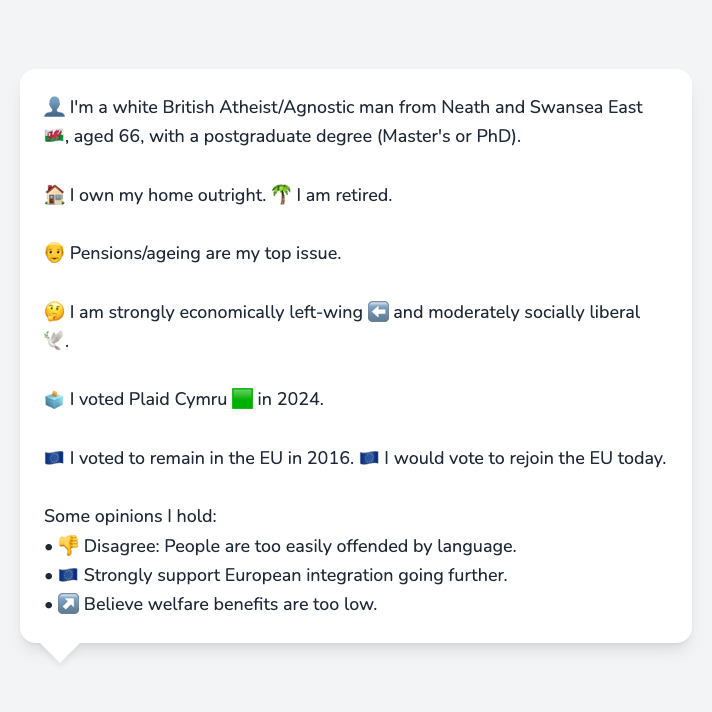 👤 I'm a white British Atheist/Agnostic man from Neath and Swansea East
🏴󠁧󠁢󠁷󠁬󠁳󠁿, aged 66, with a postgraduate degree (Master's or PhD).
🏠 I own my home outright. 🌴 I am retired.
👴 Pensions/ageing are my top issue.
🤔 I am strongly economically left-wing ⬅️ and moderately socially liberal
🕊️.
🗳️ I voted Plaid Cymru 🟩 in 2024.
🇪🇺 I voted to remain in the EU in 2016. 🇪🇺 I would vote to rejoin the EU today.
Some opinions I hold:
• 👎 Disagree: People are too easily offended by language.
• 🇪🇺 Strongly support European integration going further.
• ↗️ Believe welfare benefits are too low.